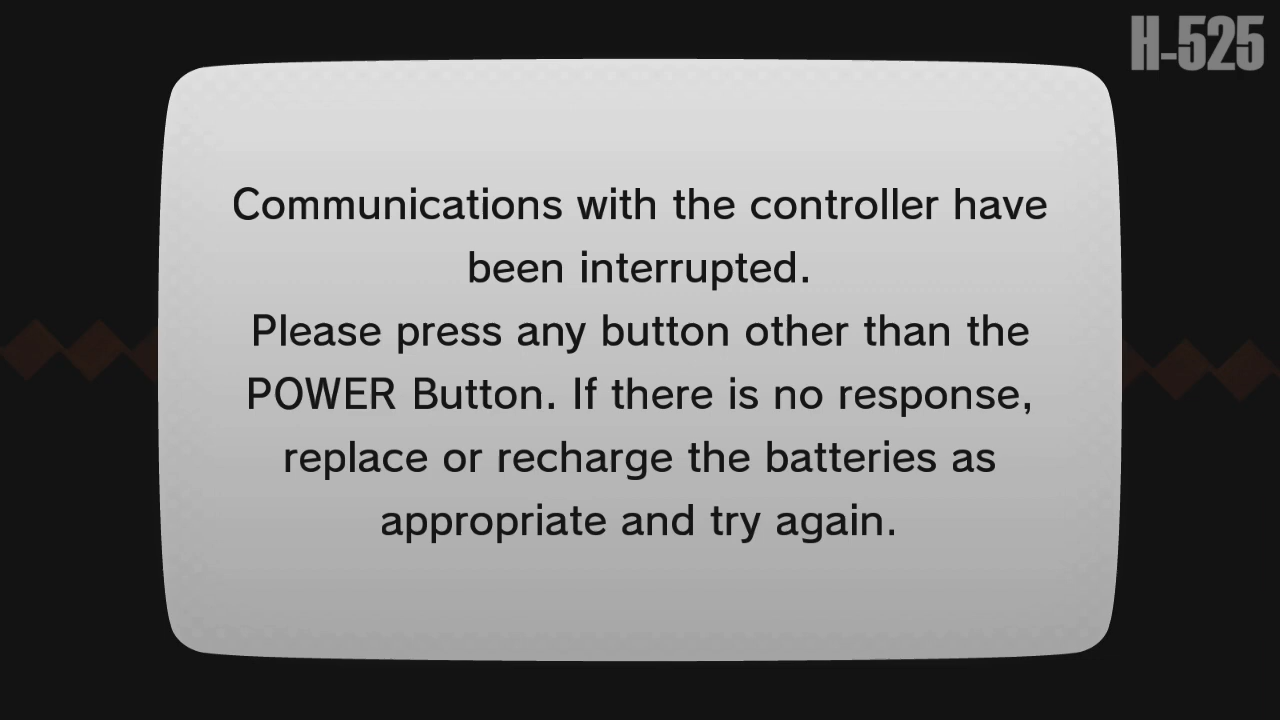 H-525
Communications with the controller have
been interrupted.
Please press any button other than the
POWER Button. If there is no response,
replace or recharge the batteries as
appropriate and try again.